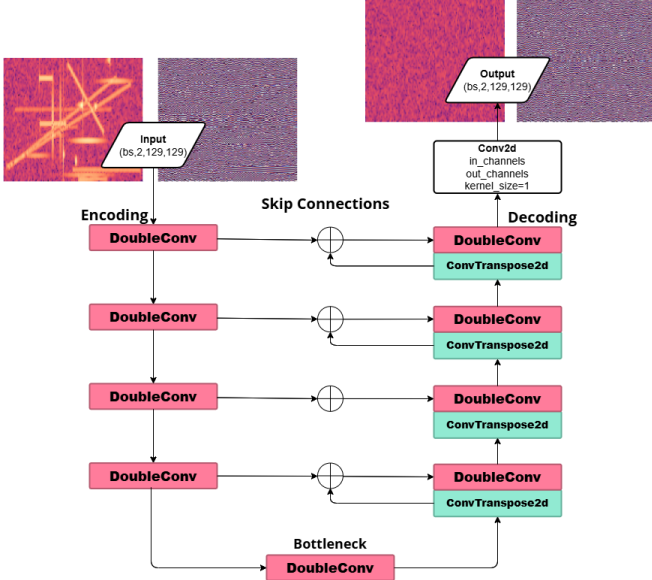 Output
(bs,2,129,129)
Input
(bs,2,129,129)
Conv2d
in_channels
out_channels
kernel_size=1
Encoding
Skip Connections
Decoding
DoubleConv
DoubleConv
ConvTranspose2d
DoubleConv
DoubleConv
ConvTranspose2d
DoubleConv
DoubleConv
ConvTranspose2d
DoubleConv
DoubleConv
ConvTranspose2d
Bottleneck
DoubleConv